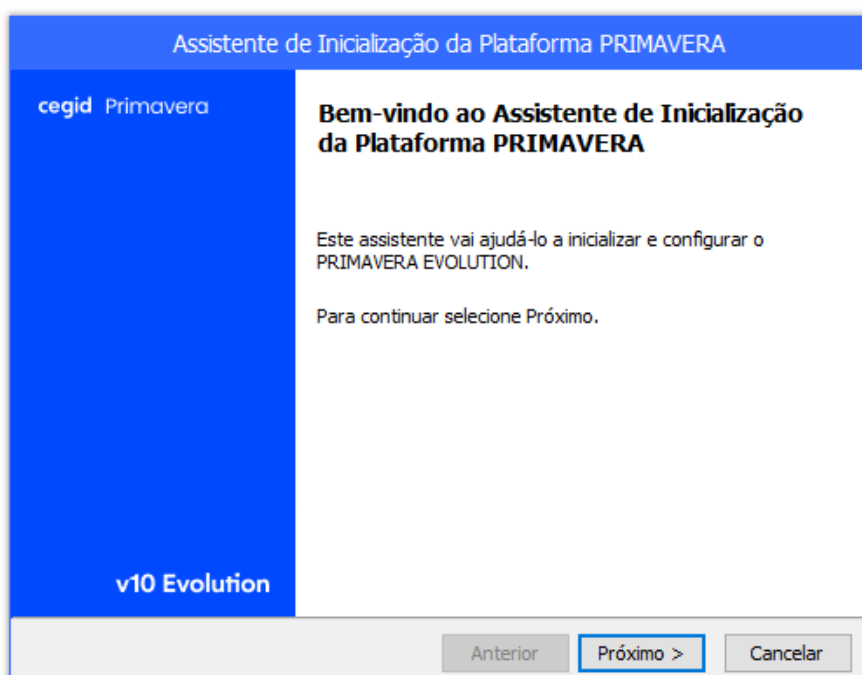 Assistente de Inicialização da Plataforma PRIMAVERA
cegid Primavera
Bem-vindo ao Assistente de Inicialização
da Plataforma PRIMAVERA
Este assistente vai ajudá-lo a inicializar e configurar o
PRIMAVERA EVOLUTION.
Para continuar selecione Próximo.
v10 Evolution
Anterior
Próximo >
Cancelar